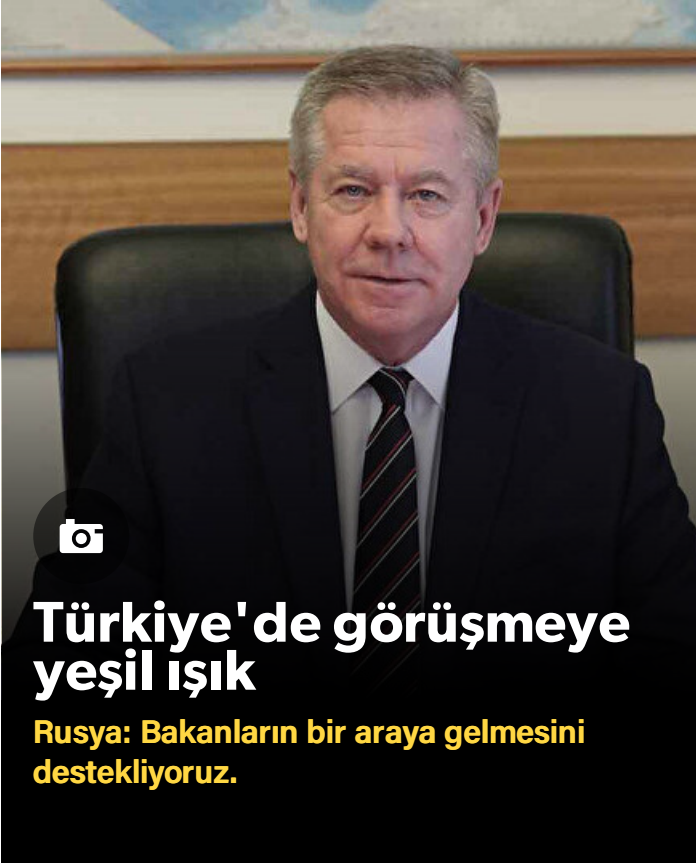 Türkiye'de görüşmeye
yeşil ışık
Rusya: Bakanların bir araya gelmesini
destekliyoruz.